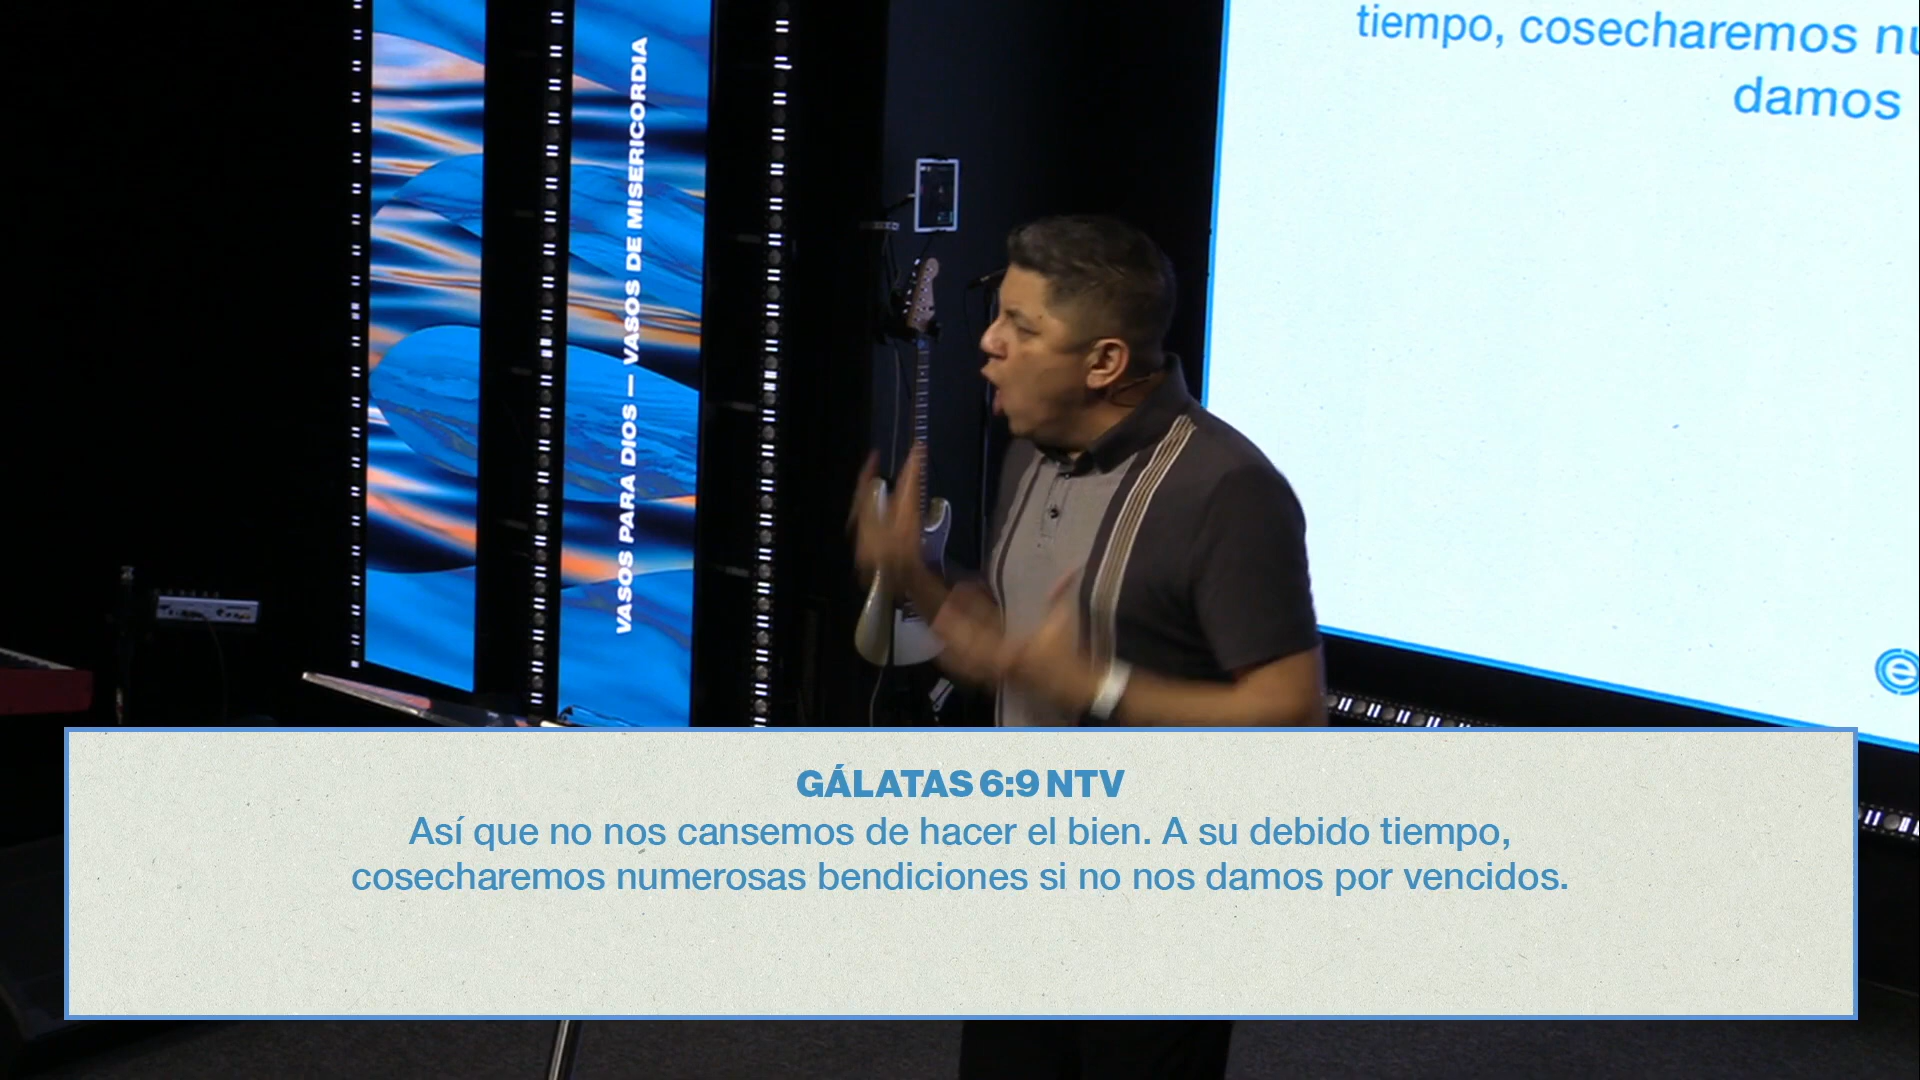 tiempo, cosecharemos
damos
VASOS PARA DIOS — VASOS DE MISERICORDIA
e
GÁLATAS 6:9 NTV
Así que no nos cansemos de hacer el bien. A su debido tiempo,
cosecharemos numerosas bendiciones si no nos damos por vencidos.